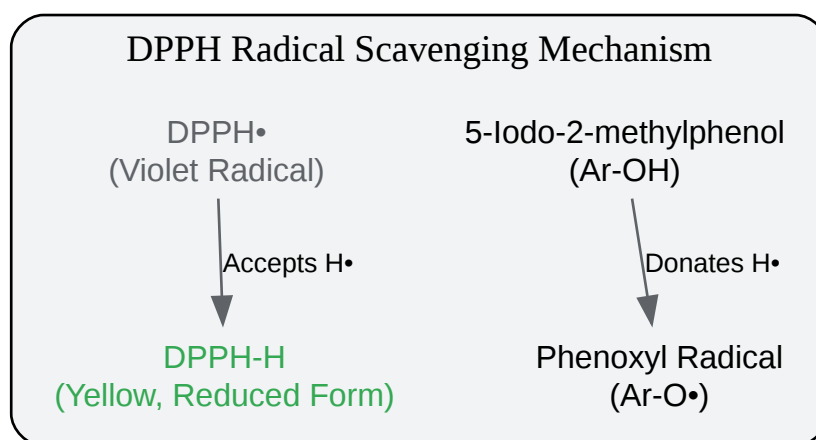 DPPH Radical Scavenging Mechanism
DPPH•
(Violet Radical)
5-Iodo-2-methylphenol
(Ar-OH)
Accepts H•
Donates H•
DPPH-H
(Yellow, Reduced Form)
Phenoxyl Radical
(Ar-O•)